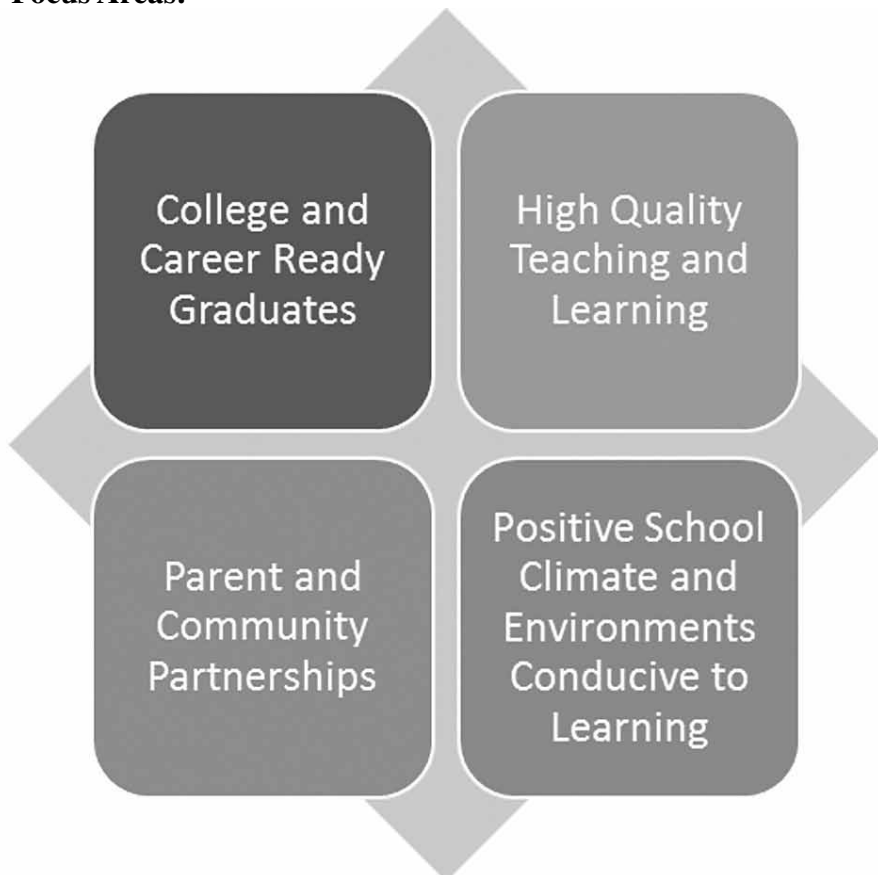 Focus Areas:
College and
Career Ready
Graduates
High Quality
Teaching and
Learning
Parent and
Community
Partnerships
Positive School
Climate and
Environments
Conducive to
Learning